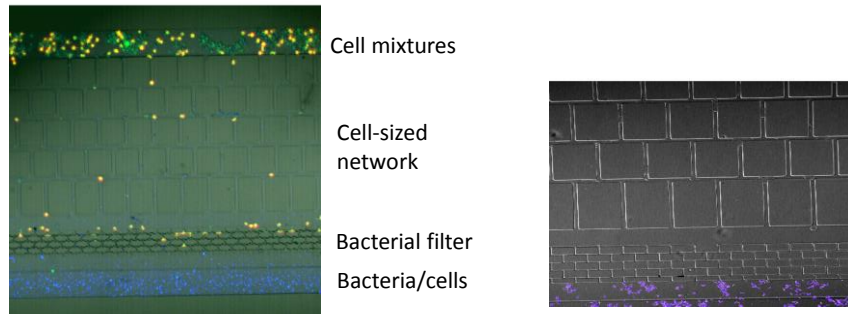 Cell mixtures
Cell-sized
network
Bacterial filter
Bacteria/cells